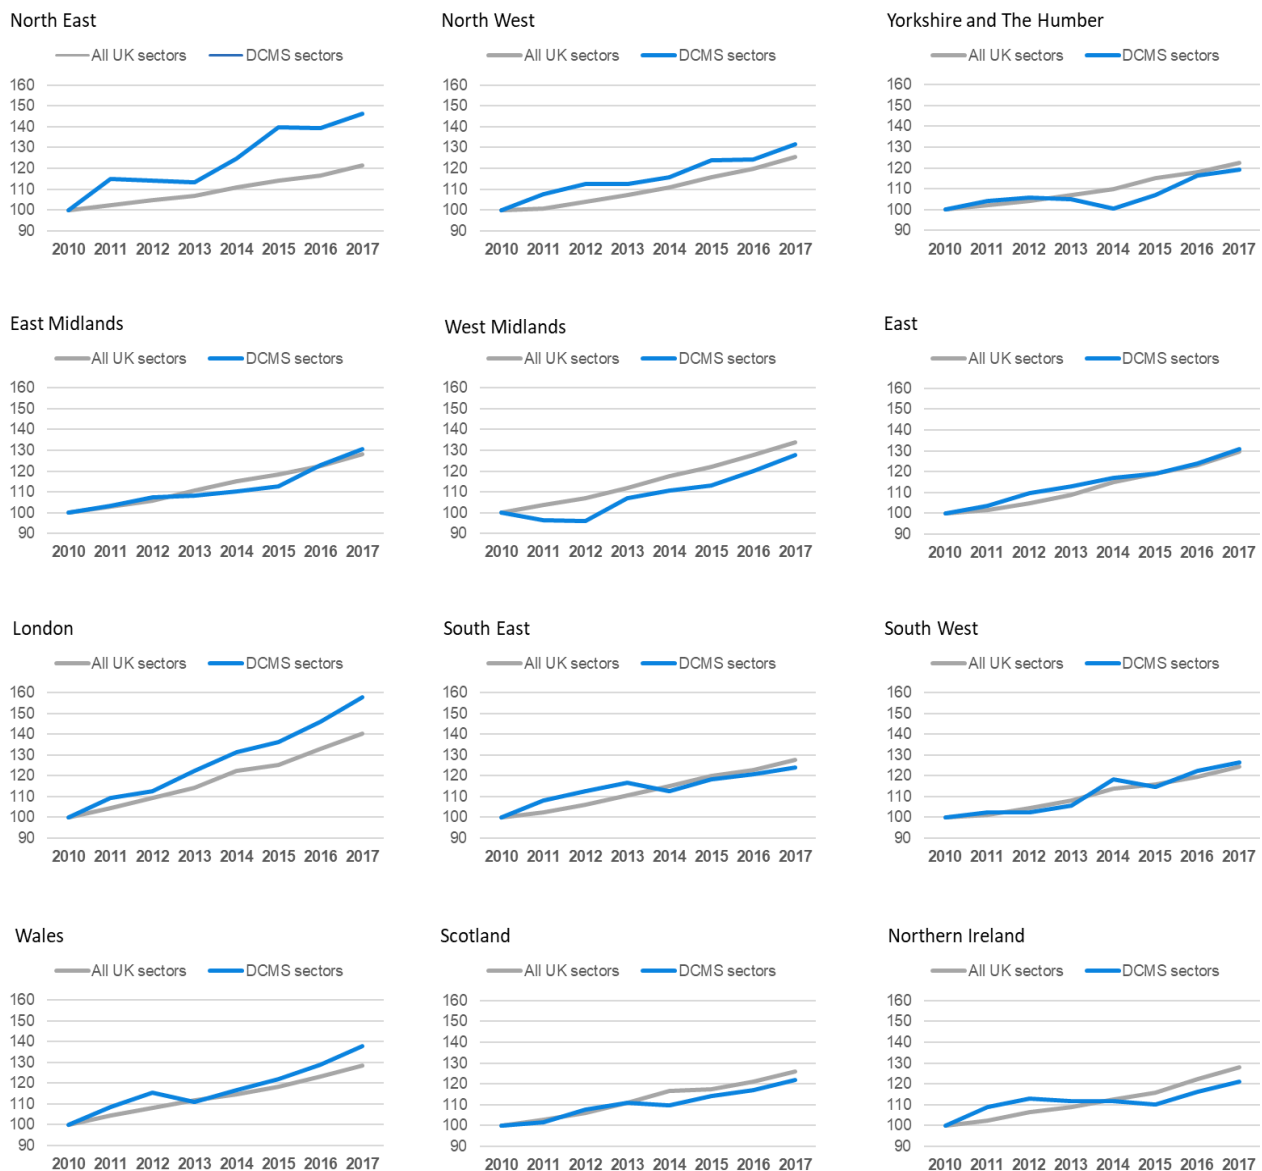 North East
North West
Yorkshire and The Humber
All UK sectors DCMS sectors
All UK sectors DCMS sectors
All UK sectors DCMS sectors
160
150
140
130
120
110
100
90
2010 2011 2012 2013 2014 2015 2016 2017
160
150
140
130
120
110
100
90
2010 2011 2012 2013 2014 2015 2016 2017
160
150
140
130
120
110
100
90
2010 2011 2012 2013 2014 2015 2016 2017
East Midlands
West Midlands
East
All UK sectors DCMS sectors
All UK sectors DCMS sectors
All UK sectors DCMS sectors
160
150
140
130
120
110
100
90
2010 2011 2012 2013 2014 2015 2016 2017
160
150
140
130
120
110
100
90
2010 2011 2012 2013 2014 2015 2016 2017
160
150
140
130
120
110
100
90
2010 2011 2012 2013 2014 2015 2016 2017
London
South East
South West
All UK sectors DCMS sectors
All UK sectors DCMS sectors
All UK sectors DCMS sectors
160
150
140
130
120
110
100
90
2010 2011 2012 2013 2014 2015 2016 2017
160
150
140
130
120
110
100
90
2010 2011 2012 2013 2014 2015 2016 2017
160
150
140
130
120
110
100
90
2010 2011 2012 2013 2014 2015 2016 2017
Wales
Scotland
Northern Ireland
All UK sectors DCMS sectors
All UK sectors DCMS sectors
All UK sectors DCMS sectors
160
150
140
130
120
110
100
90
2010 2011 2012 2013 2014 2015 2016 2017
160
150
140
130
120
110
100
90
2010 2011 2012 2013 2014 2015 2016 2017
160
150
140
130
120
110
100
90
2010 2011 2012 2013 2014 2015 2016 2017